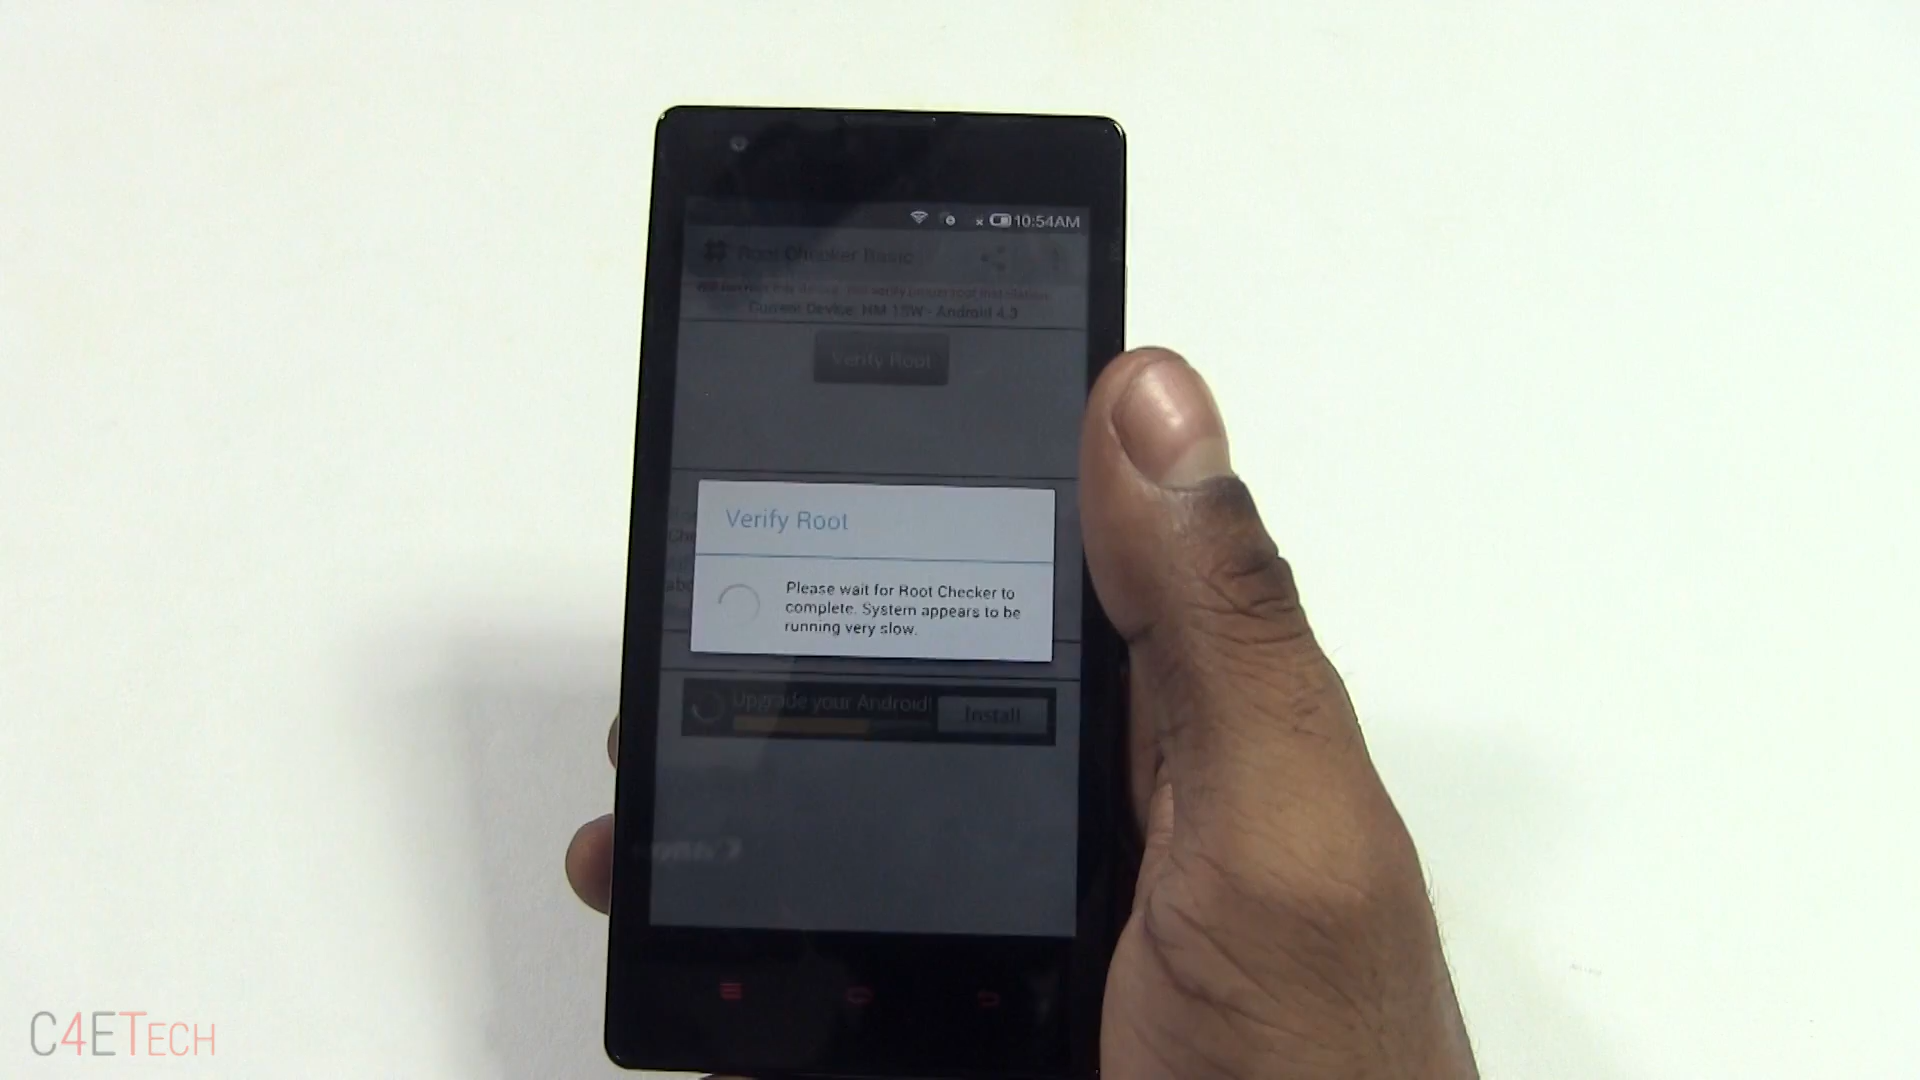 10:54AM
Root Checker Basic
Current Device: HM 1SW - Android 4.3
Verify Root
Verify Root
Please wait for Root Checker to
complete. System appears to be
running very slow.
Upgrade your Android!
Install
C4ETech